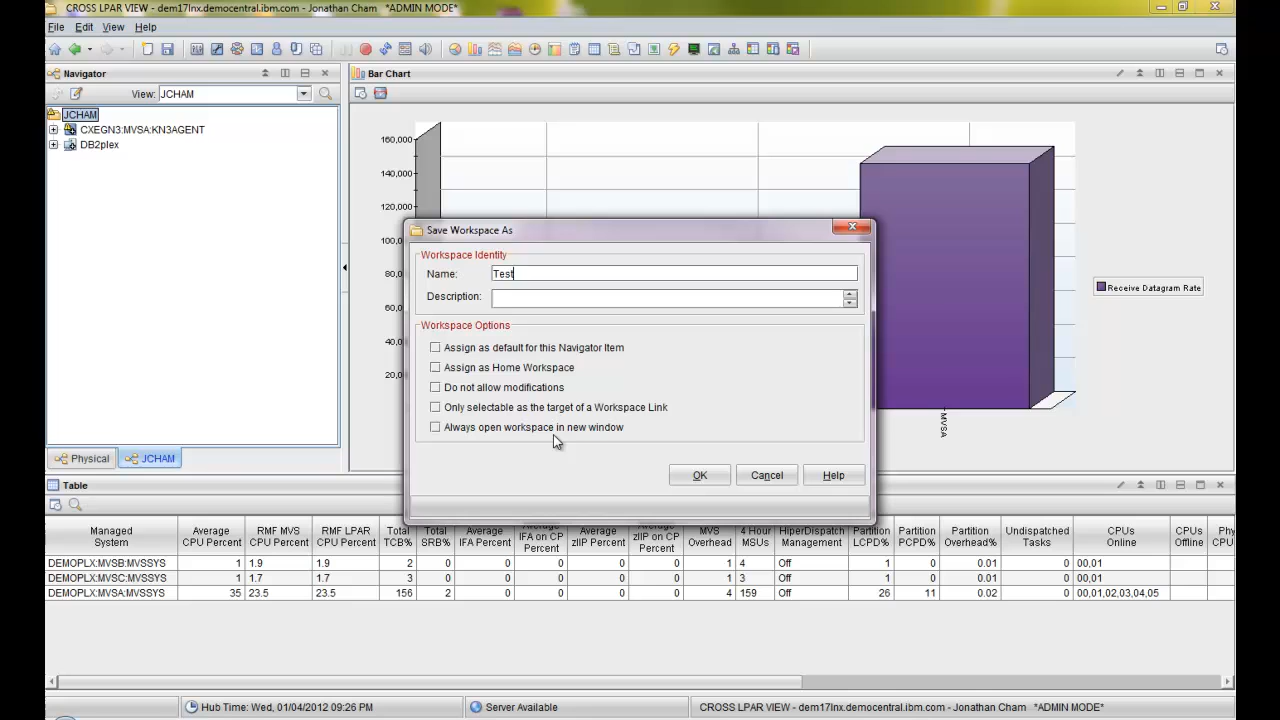 CROSS LPAR VIEW - dem17lnx.democentral.ibm.com - Jonathan Cham *ADMIN MODE*
File Edit View Help
Navigator
View: JCHAM
JCHAM
CXEGN3:MVSA:KN3AGENT
DB2plex
Physical JCHAM
Bar Chart
160,000
140,000
120,000
100,0
80,0
60,0
40,0
20,0
MVSA
Receive Datagram Rate
Save Workspace As
Workspace Identity
Name: Test
Description:
Workspace Options
Assign as default for this Navigator Item
Assign as Home Workspace
Do not allow modifications
Only selectable as the target of a Workspace Link
Always open workspace in new window
OK Cancel Help
Table
Managed System Average CPU Percent RMF MVS CPU Percent RMF LPAR CPU Percent Total TCB% Total SRB% Average IFA Percent Average IFA on CP Percent Average zIIP Percent Average zIIP on CP Percent MVS Overhead 4 Hour MSUs HiperDispatch Management Partition LCPD% Partition PCPD% Partition Overhead% Undispatched Tasks CPUs Online CPUs Offline Phy CPU
DEMOPLX:MVSB:MVSSYS 1 1.9 1.9 2 0 0 0 0 0 1 4 Off 1 0 0.01 0 00,01
DEMOPLX:MVSC:MVSSYS 1 1.7 1.7 3 0 0 0 0 0 1 3 Off 1 0 0.01 0 00,01
DEMOPLX:MVSA:MVSSYS 35 23.5 23.5 156 2 0 0 0 0 4 159 Off 26 11 0.02 0 00,01,02,03,04,05
Hub Time: Wed, 01/04/2012 09:26 PM Server Available CROSS LPAR VIEW - dem17lnx.democentral.ibm.com - Jonathan Cham *ADMIN MODE*